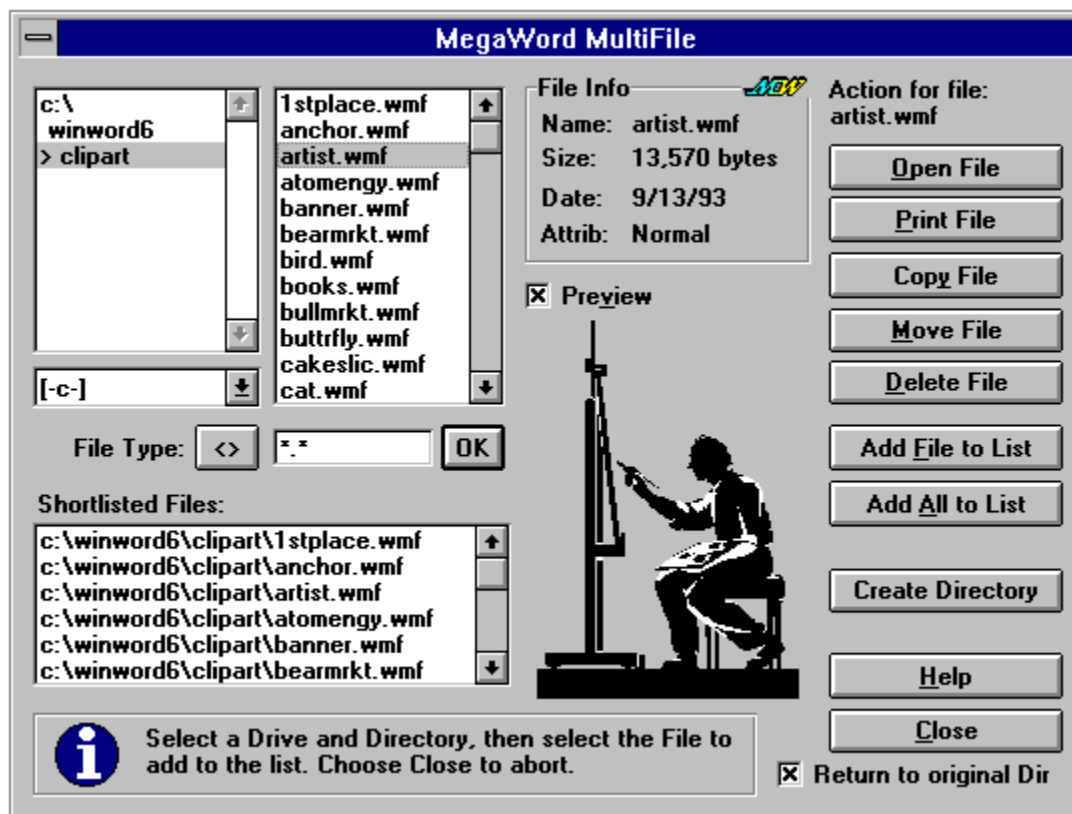 MegaWord MultiFile
c:\
winword6
> clipart
[-c-]
1stplace.wmf
anchor.wmf
artist.wmf
atomengy.wmf
banner.wmf
bearmrkt.wmf
bird.wmf
books.wmf
bullmrkt.wmf
buttrfly.wmf
cakeslic.wmf
cat.wmf
File Type:
<>
*.*
OK
File Info
MOW
Name: artist.wmf
Size: 13,570 bytes
Date: 9/13/93
Attrib: Normal
Preview
Shortlisted Files:
c:\winword6\clipart\1stplace.wmf
c:\winword6\clipart\anchor.wmf
c:\winword6\clipart\artist.wmf
c:\winword6\clipart\atomengy.wmf
c:\winword6\clipart\banner.wmf
c:\winword6\clipart\bearmrkt.wmf
Select a Drive and Directory, then select the File to
add to the list. Choose Close to abort.
Action for file:
artist.wmf
Open File
Print File
Copy File
Move File
Delete File
Add File to List
Add All to List
Create Directory
Help
Close
Return to original Dir